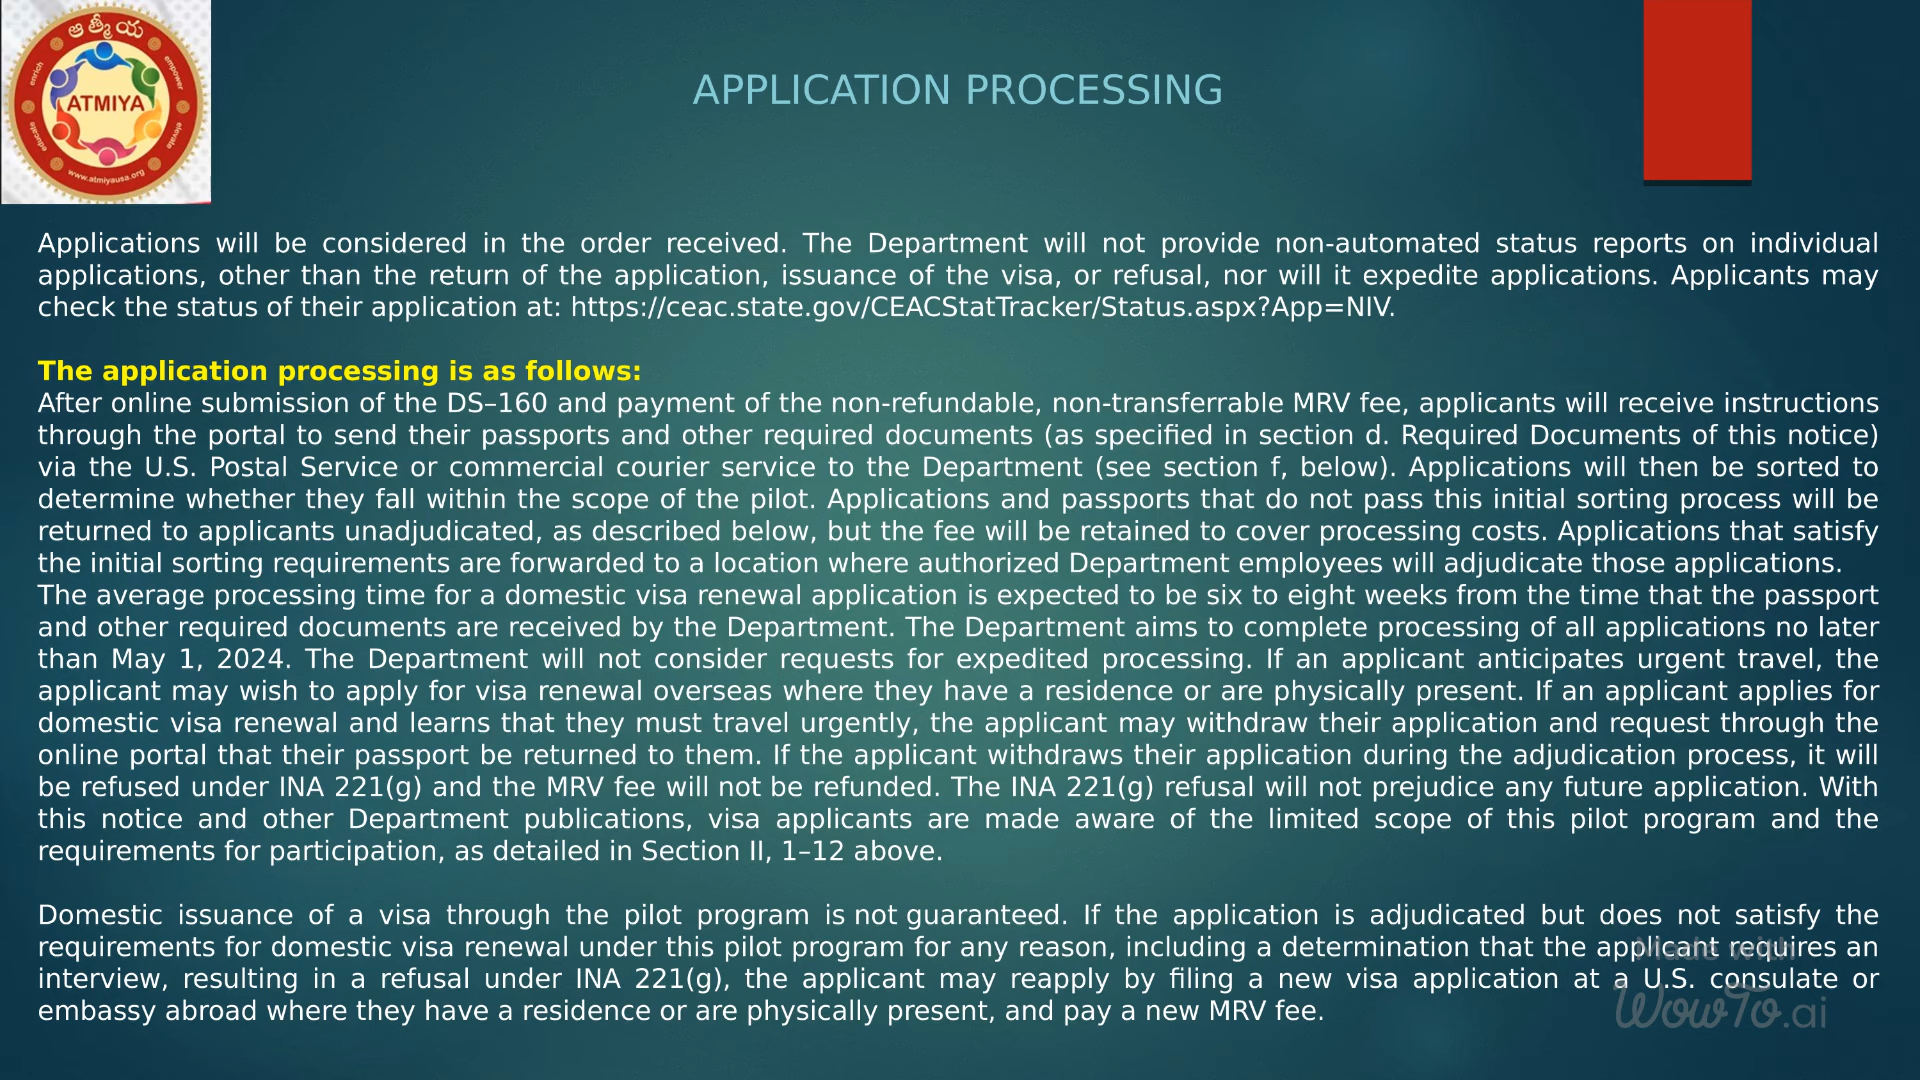 ఆత్మీయ
enrich
empower
ATMIYA
educate
elevate
www.atmiyausa.org
APPLICATION PROCESSING
Applications will be considered in the order received. The Department will not provide non-automated status reports on individual
applications, other than the return of the application, issuance of the visa, or refusal, nor will it expedite applications. Applicants may
check the status of their application at: https://ceac.state.gov/CEACStatTracker/Status.aspx?App=NIV.
The application processing is as follows:
After online submission of the DS–160 and payment of the non-refundable, non-transferrable MRV fee, applicants will receive instructions
through the portal to send their passports and other required documents (as specified in section d. Required Documents of this notice)
via the U.S. Postal Service or commercial courier service to the Department (see section f, below). Applications will then be sorted to
determine whether they fall within the scope of the pilot. Applications and passports that do not pass this initial sorting process will be
returned to applicants unadjudicated, as described below, but the fee will be retained to cover processing costs. Applications that satisfy
the initial sorting requirements are forwarded to a location where authorized Department employees will adjudicate those applications.
The average processing time for a domestic visa renewal application is expected to be six to eight weeks from the time that the passport
and other required documents are received by the Department. The Department aims to complete processing of all applications no later
than May 1, 2024. The Department will not consider requests for expedited processing. If an applicant anticipates urgent travel, the
applicant may wish to apply for visa renewal overseas where they have a residence or are physically present. If an applicant applies for
domestic visa renewal and learns that they must travel urgently, the applicant may withdraw their application and request through the
online portal that their passport be returned to them. If the applicant withdraws their application during the adjudication process, it will
be refused under INA 221(g) and the MRV fee will not be refunded. The INA 221(g) refusal will not prejudice any future application. With
this notice and other Department publications, visa applicants are made aware of the limited scope of this pilot program and the
requirements for participation, as detailed in Section II, 1–12 above.
Domestic issuance of a visa through the pilot program is not guaranteed. If the application is adjudicated but does not satisfy the
requirements for domestic visa renewal under this pilot program for any reason, including a determination that the applicant requires an
interview, resulting in a refusal under INA 221(g), the applicant may reapply by filing a new visa application at a U.S. consulate or
embassy abroad where they have a residence or are physically present, and pay a new MRV fee.
Made with
WowTo.ai